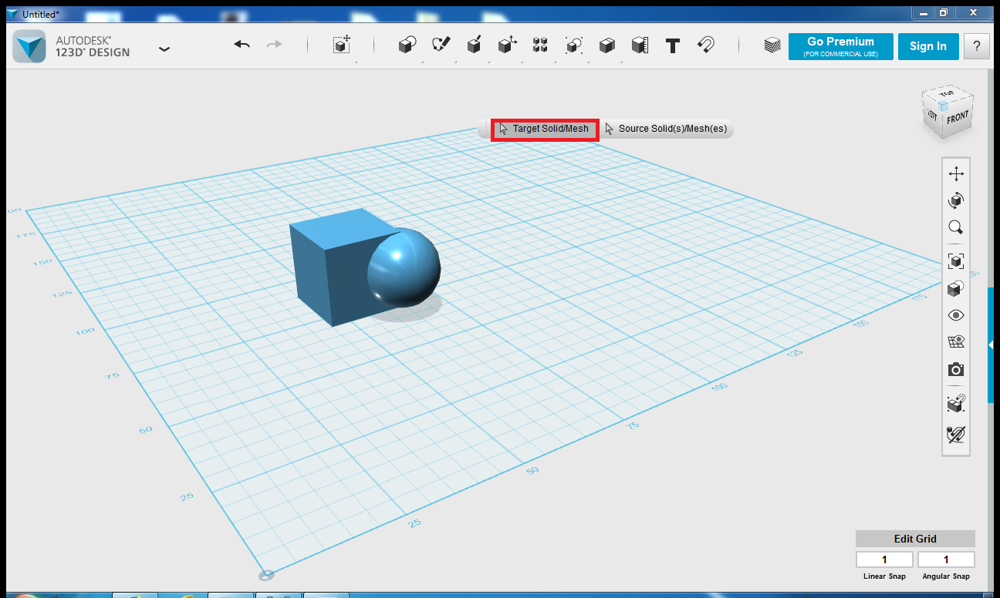 Untitled*
AUTODESK®
123D® DESIGN
Go Premium
(FOR COMMERCIAL USE)
Sign In
?
Target Solid/Mesh
Source Solid(s)/Mesh(es)
TOP
LEFT
FRONT
175
150
125
100
75
50
25
25
50
75
100
125
150
175
Edit Grid
1
1
Linear Snap
Angular Snap